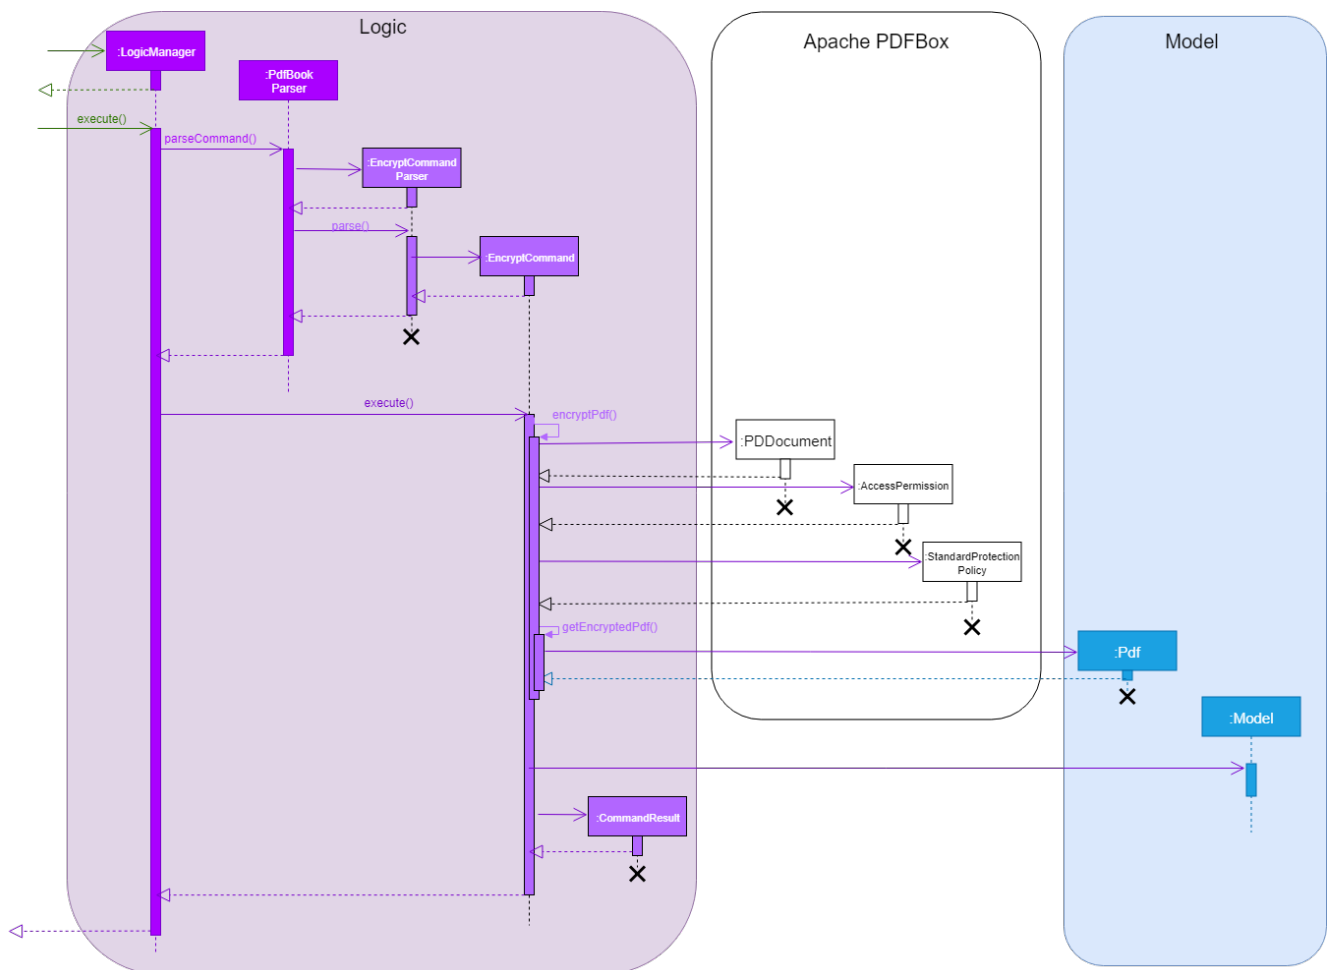 Logic
Apache PDFBox
Model
:LogicManager
:PdfBook
Parser
execute()
parseCommand()
:EncryptCommand
Parser
parse()
:EncryptCommand
execute()
encryptPdf()
:PDDocument
:AccessPermission
:StandardProtection
Policy
getEncryptedPdf()
:Pdf
:Model
:CommandResult